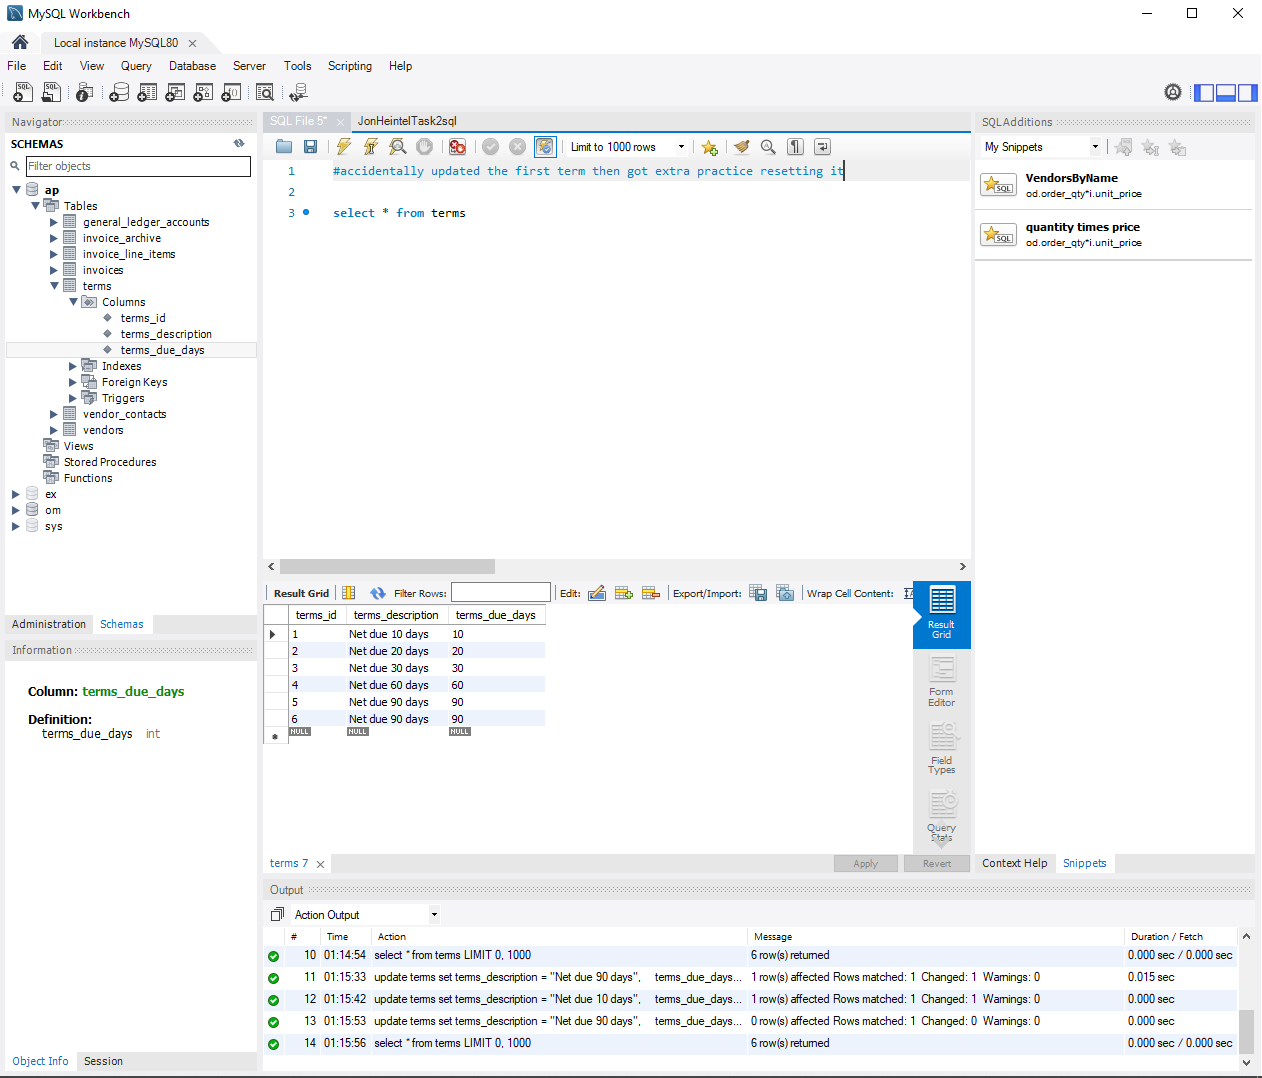 MySQL Workbench
Local instance MySQL80
File Edit View Query Database Server Tools Scripting Help
Navigator
SCHEMAS
Filter objects
ap
Tables
general_ledger_accounts
invoice_archive
invoice_line_items
invoices
terms
Columns
terms_id
terms_description
terms_due_days
Indexes
Foreign Keys
Triggers
vendor_contacts
vendors
Views
Stored Procedures
Functions
ex
om
sys
Administration Schemas
Information
Column: terms_due_days
Definition:
terms_due_days int
Object Info Session
SQL File 5* JonHeintelTask2sql
Limit to 1000 rows
1 #accidentally updated the first term then got extra practice resetting it
2
3 select * from terms
Result Grid Filter Rows: Edit: Export/Import: Wrap Cell Content:
terms_id terms_description terms_due_days
1 Net due 10 days 10
2 Net due 20 days 20
3 Net due 30 days 30
4 Net due 60 days 60
5 Net due 90 days 90
6 Net due 90 days 90
NULL NULL NULL
Result
Grid
Form
Editor
Field
Types
Query
Stats
terms 7 Apply Revert
SQLAdditions
My Snippets
VendorsByName
od.order_qty*i.unit_price
quantity times price
od.order_qty*i.unit_price
Context Help Snippets
Output
Action Output
# Time Action Message Duration / Fetch
10 01:14:54 select * from terms LIMIT 0, 1000 6 row(s) returned 0.000 sec / 0.000 sec
11 01:15:33 update terms set terms_description = "Net due 90 days", terms_due_days... 1 row(s) affected Rows matched: 1 Changed: 1 Warnings: 0 0.015 sec
12 01:15:42 update terms set terms_description = "Net due 10 days", terms_due_days... 1 row(s) affected Rows matched: 1 Changed: 1 Warnings: 0 0.000 sec
13 01:15:53 update terms set terms_description = "Net due 90 days", terms_due_days... 0 row(s) affected Rows matched: 1 Changed: 0 Warnings: 0 0.000 sec
14 01:15:56 select * from terms LIMIT 0, 1000 6 row(s) returned 0.000 sec / 0.000 sec